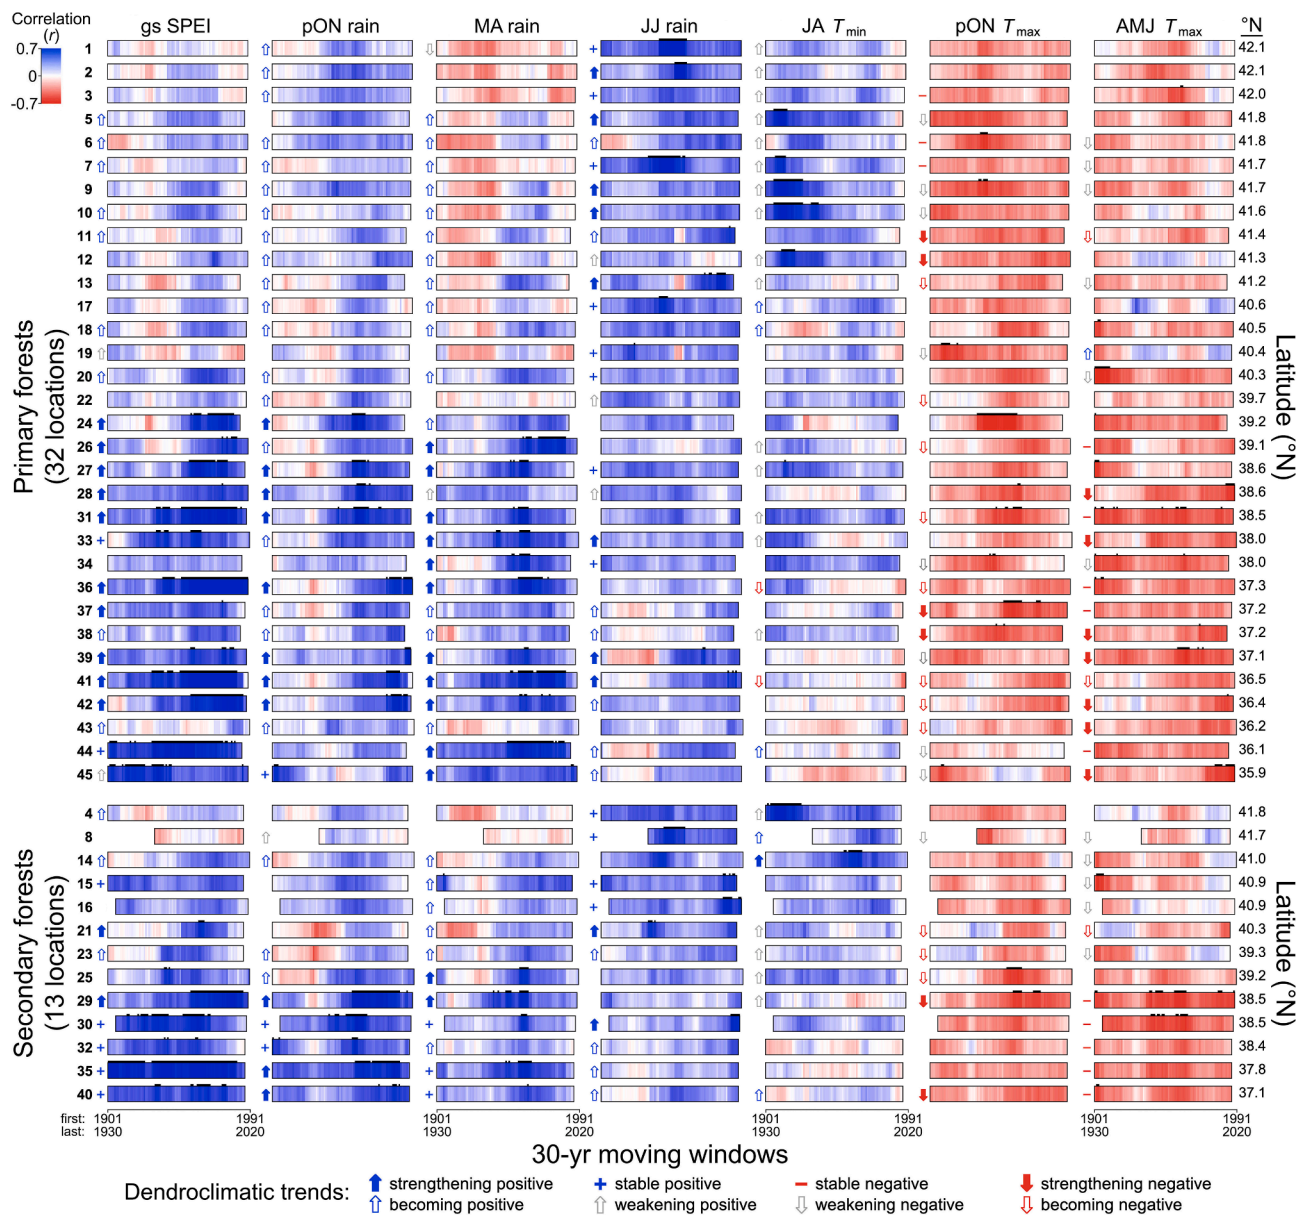 Correlation
(r)
0.7
0
-0.7
gs SPEI
pON rain
MA rain
JJ rain
JA Tmin
pON Tmax
AMJ Tmax
°N
1 + 42.1
2 42.1
3 + − 42.0
5 41.8
6 − 41.8
7 + − 41.7
9 41.7
10 41.6
11 41.4
12 41.3
13 41.2
17 + 40.6
18 40.5
19 + 40.4
20 + 40.3
22 39.7
24 39.2
26 − 39.1
27 + 38.6
28 38.6
31 − 38.5
33 + 38.0
34 + 38.0
36 − 37.3
37 − 37.2
38 37.2
39 37.1
41 36.5
42 36.4
43 36.2
44 + − 36.1
45 + 35.9
Primary forests
(32 locations)
Latitude (°N)
4 + 41.8
8 + 41.7
14 41.0
15 + + 40.9
16 + 40.9
21 40.3
23 39.3
25 39.2
29 − 38.5
30 + + + − 38.5
32 + + − 38.4
35 + + + − 37.8
40 + + − 37.1
Secondary forests
(13 locations)
Latitude (°N)
first: 1901 1991 1901 1991 1901 1991
last: 1930 2020 1930 2020 1930 2020
30-yr moving windows
Dendroclimatic trends:
strengthening positive + stable positive − stable negative strengthening negative
becoming positive weakening positive weakening negative becoming negative